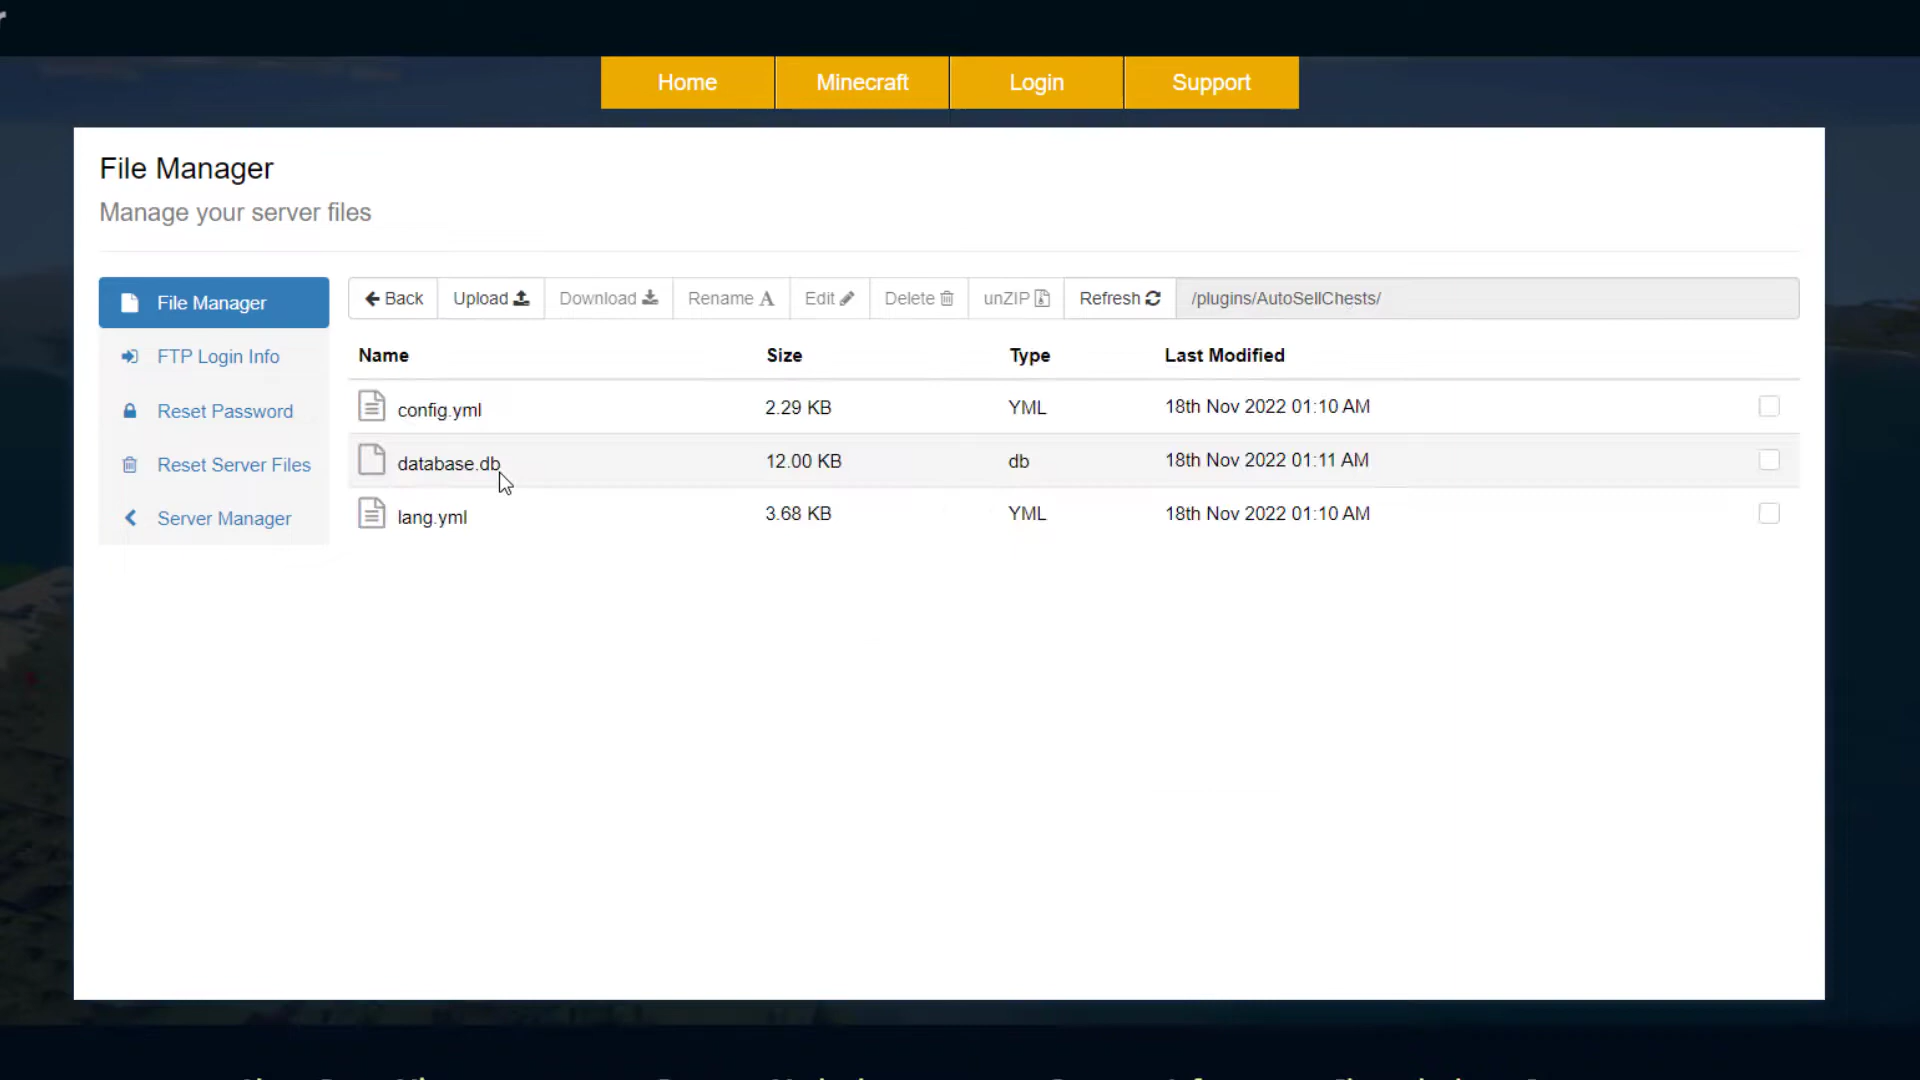 Home Minecraft Login Support
File Manager
Manage your server files
File Manager
FTP Login Info
Reset Password
Reset Server Files
Server Manager
Back Upload Download Rename Edit Delete unZIP Refresh /plugins/AutoSellChests/
Name Size Type Last Modified
config.yml 2.29 KB YML 18th Nov 2022 01:10 AM
database.db 12.00 KB db 18th Nov 2022 01:11 AM
lang.yml 3.68 KB YML 18th Nov 2022 01:10 AM